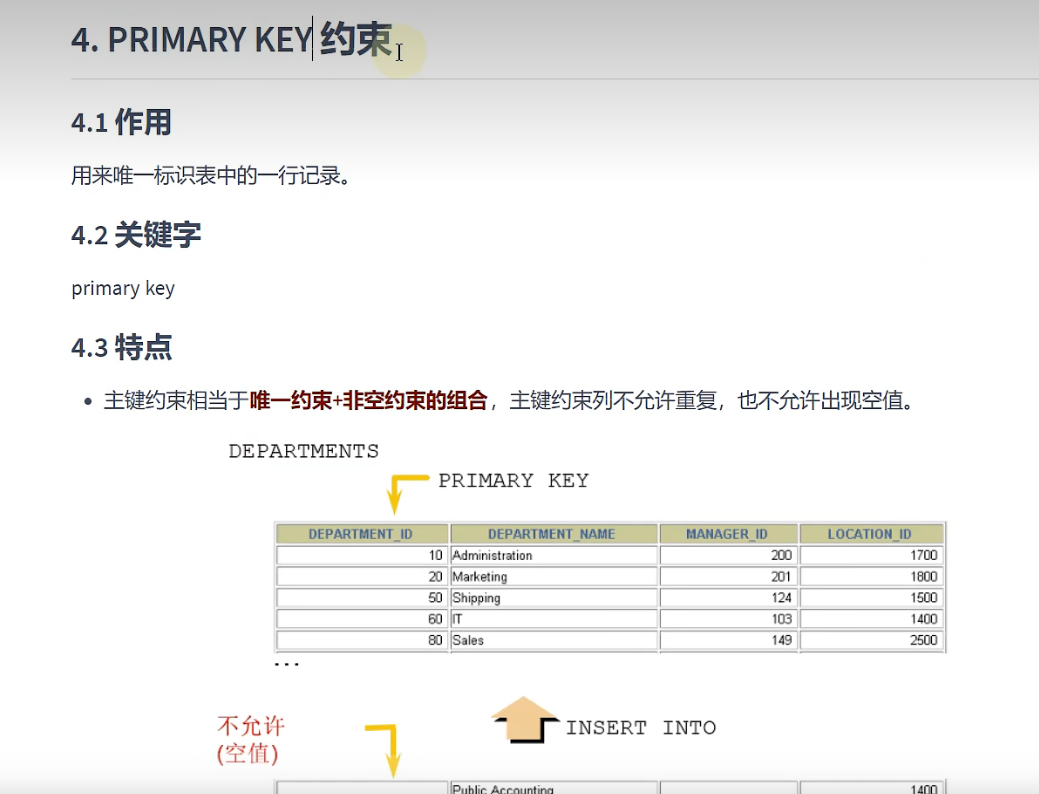 4. PRIMARY KEY 约束
4.1 作用
用来唯一标识表中的一行记录。
4.2 关键字
primary key
4.3 特点
• 主键约束相当于唯一约束+非空约束的组合，主键约束列不允许重复，也不允许出现空值。
DEPARTMENTS
PRIMARY KEY
DEPARTMENT_ID DEPARTMENT_NAME MANAGER_ID LOCATION_ID
10 Administration 200 1700
20 Marketing 201 1800
50 Shipping 124 1500
60 IT 103 1400
80 Sales 149 2500
...
不允许
(空值)
INSERT INTO
Public Accounting 1400